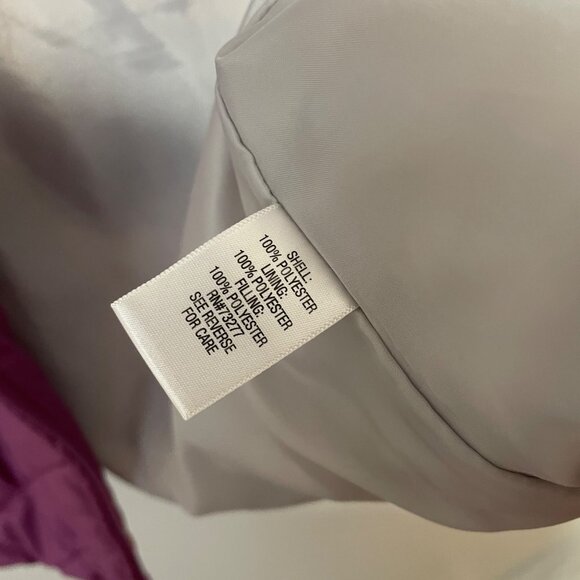 SHELL:
100% POLYESTER
LINING:
100% POLYESTER
FILLING:
100% POLYESTER
RN#73277
SEE REVERSE
FOR CARE